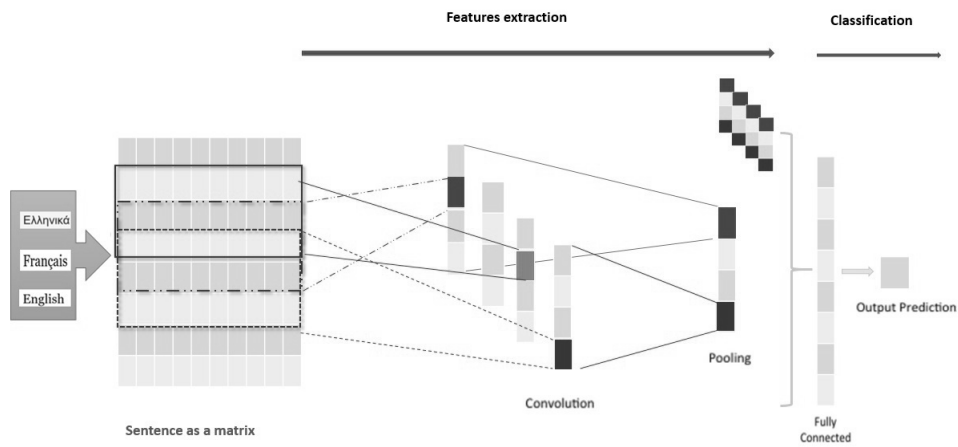 Features extraction
Classification
Ελληνικά
Français
English
Sentence as a matrix
Convolution
Pooling
Fully
Connected
Output Prediction